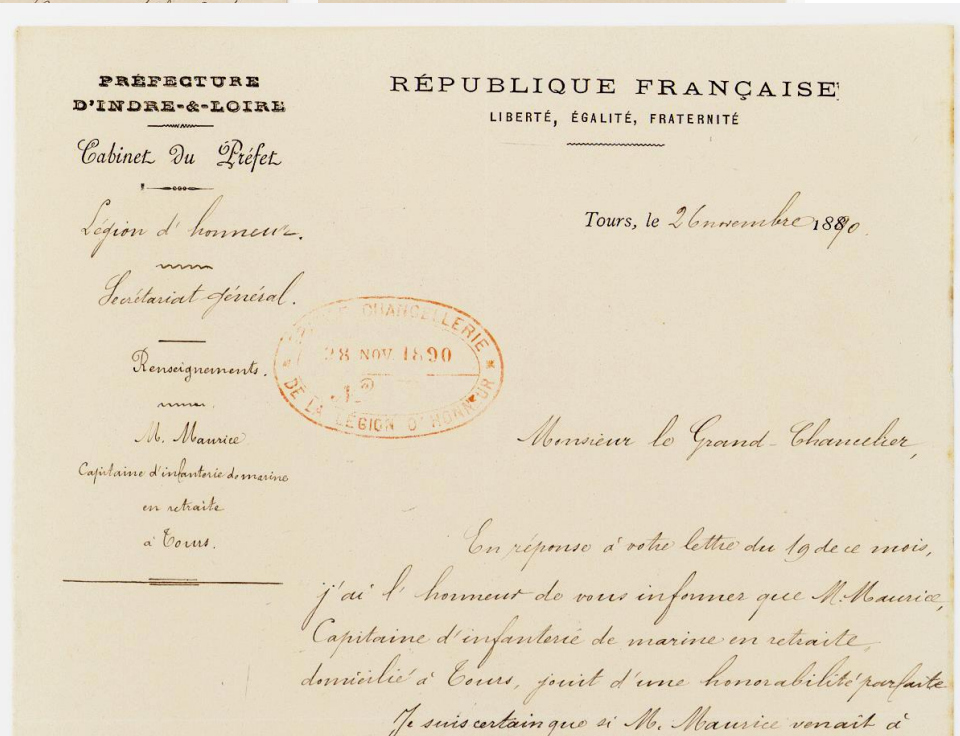 PRÉFECTURE
D'INDRE-&-LOIRE
Cabinet du Préfet
Légion d'honneur.
Secrétariat général.
Renseignements.
M. Maurice
Capitaine d'infanterie de marine
en retraite
à Tours.
RÉPUBLIQUE FRANÇAISE
LIBERTÉ, ÉGALITÉ, FRATERNITÉ
Tours, le 26 novembre 1890.
CHANCELLERIE
28 NOV. 1890
DE LA LÉGION D'HONNEUR
Monsieur le Grand-Chancelier,
En réponse à votre lettre du 19 de ce mois,
j'ai l'honneur de vous informer que M. Maurice,
Capitaine d'infanterie de marine en retraite,
domicilié à Tours, jouit d'une honorabilité parfaite
Je suis certain que si M. Maurice venait à